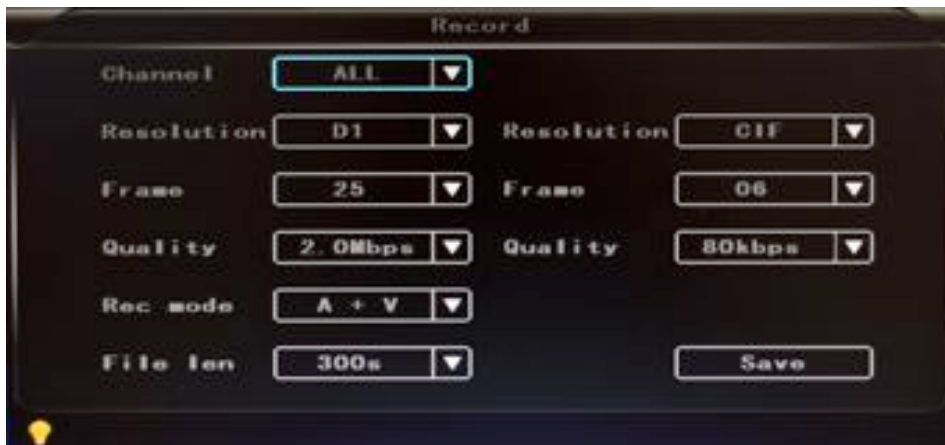 Record
Channel ALL
Resolution D1 Resolution CIF
Frame 25 Frame 06
Quality 2.0Mbps Quality 80kbps
Rec mode A + V
File len 300s
Save